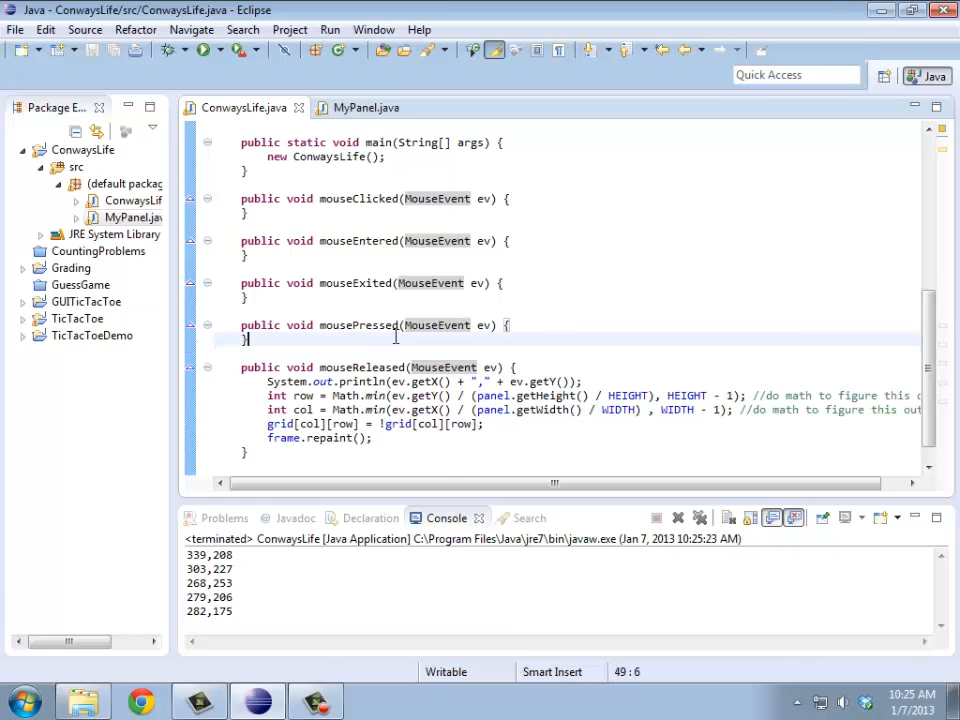 Java - ConwaysLife/src/ConwaysLife.java - Eclipse
File Edit Source Refactor Navigate Search Project Run Window Help
Quick Access
Java
Package E...
ConwaysLife.java
MyPanel.java
ConwaysLife
src
(default packag
ConwaysLif
MyPanel.jav
JRE System Library
CountingProblems
Grading
GuessGame
GUITicTacToe
TicTacToe
TicTacToeDemo
public static void main(String[] args) {
new ConwaysLife();
}
public void mouseClicked(MouseEvent ev) {
}
public void mouseEntered(MouseEvent ev) {
}
public void mouseExited(MouseEvent ev) {
}
public void mousePressed(MouseEvent ev) {
}
public void mouseReleased(MouseEvent ev) {
System.out.println(ev.getX() + "," + ev.getY());
int row = Math.min(ev.getY() / (panel.getHeight() / HEIGHT), HEIGHT - 1); //do math to figure this o
int col = Math.min(ev.getX() / (panel.getWidth() / WIDTH) , WIDTH - 1); //do math to figure this out
grid[col][row] = !grid[col][row];
frame.repaint();
}
Problems @ Javadoc Declaration Console Search
<terminated> ConwaysLife [Java Application] C:\Program Files\Java\jre7\bin\javaw.exe (Jan 7, 2013 10:25:23 AM)
339,208
303,227
268,253
279,206
282,175
Writable Smart Insert 49 : 6
10:25 AM
1/7/2013